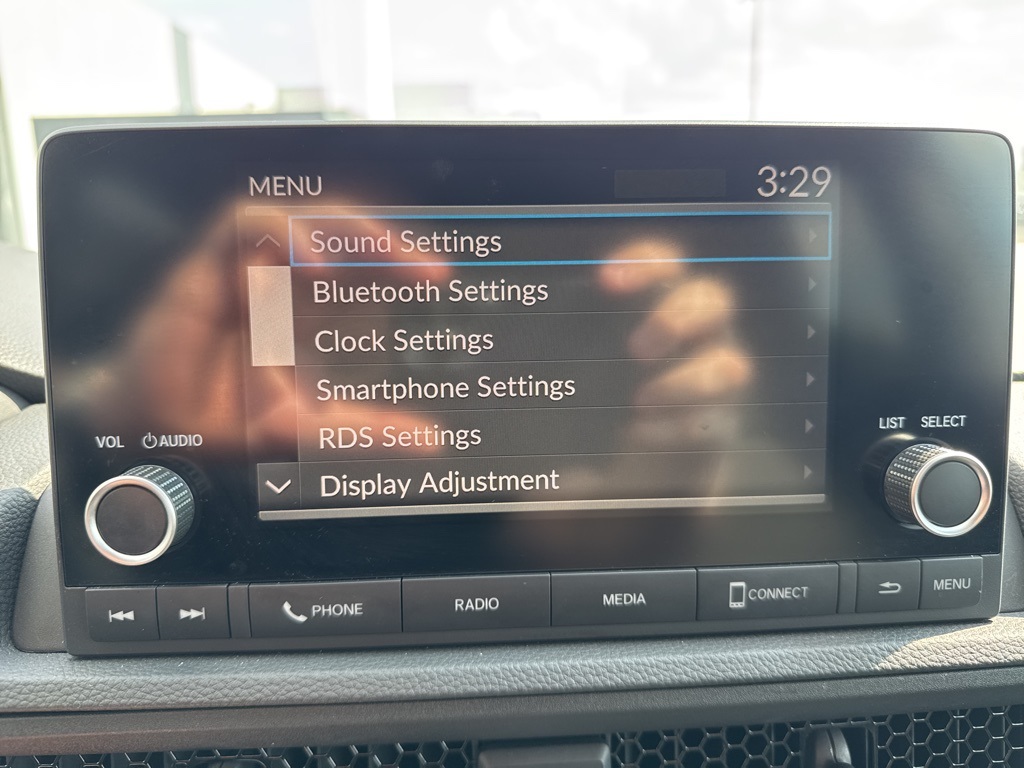 MENU 3:29
Sound Settings
Bluetooth Settings
Clock Settings
Smartphone Settings
RDS Settings
Display Adjustment
VOL AUDIO
LIST SELECT
PHONE RADIO MEDIA CONNECT MENU